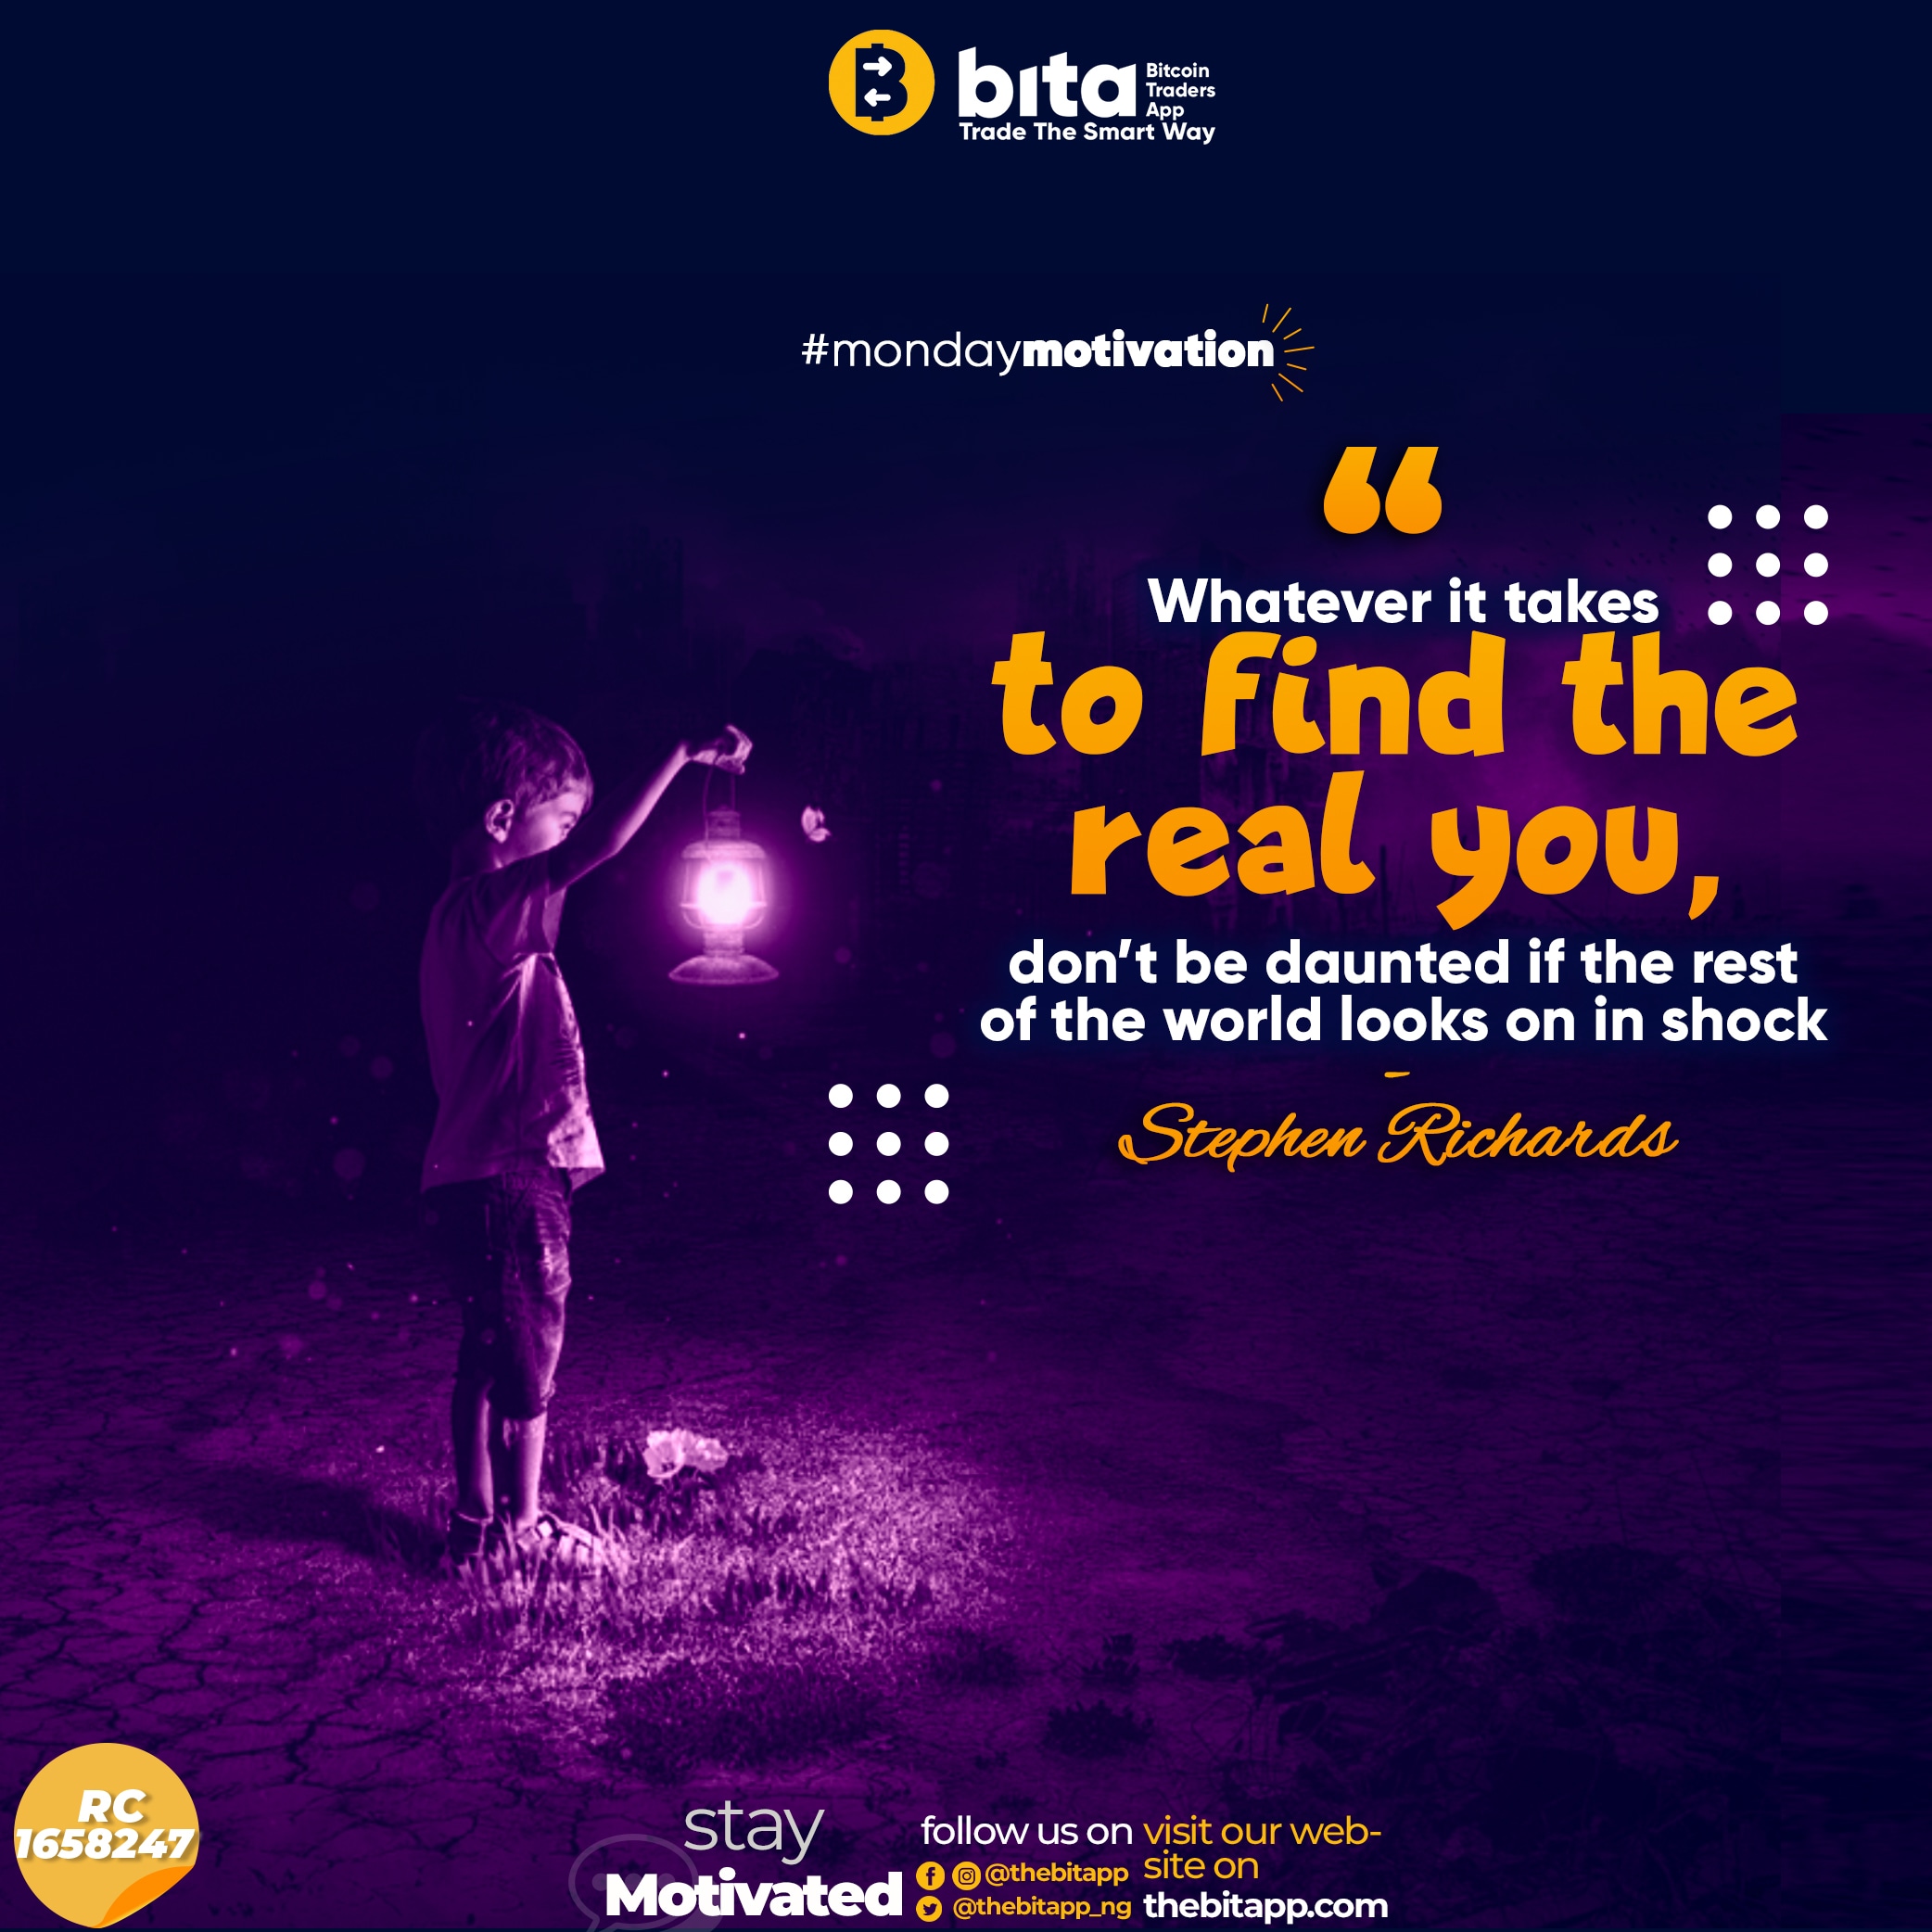 bita
Bitcoin
Traders
App
Trade The Smart Way
#mondaymotivation
“
Whatever it takes
to find the
real you,
don’t be daunted if the rest
of the world looks on in shock
-
Stephen Richards
RC
1658247
stay
Motivated
follow us on
@thebitapp
@thebitapp_ng
visit our web-
site on
thebitapp.com